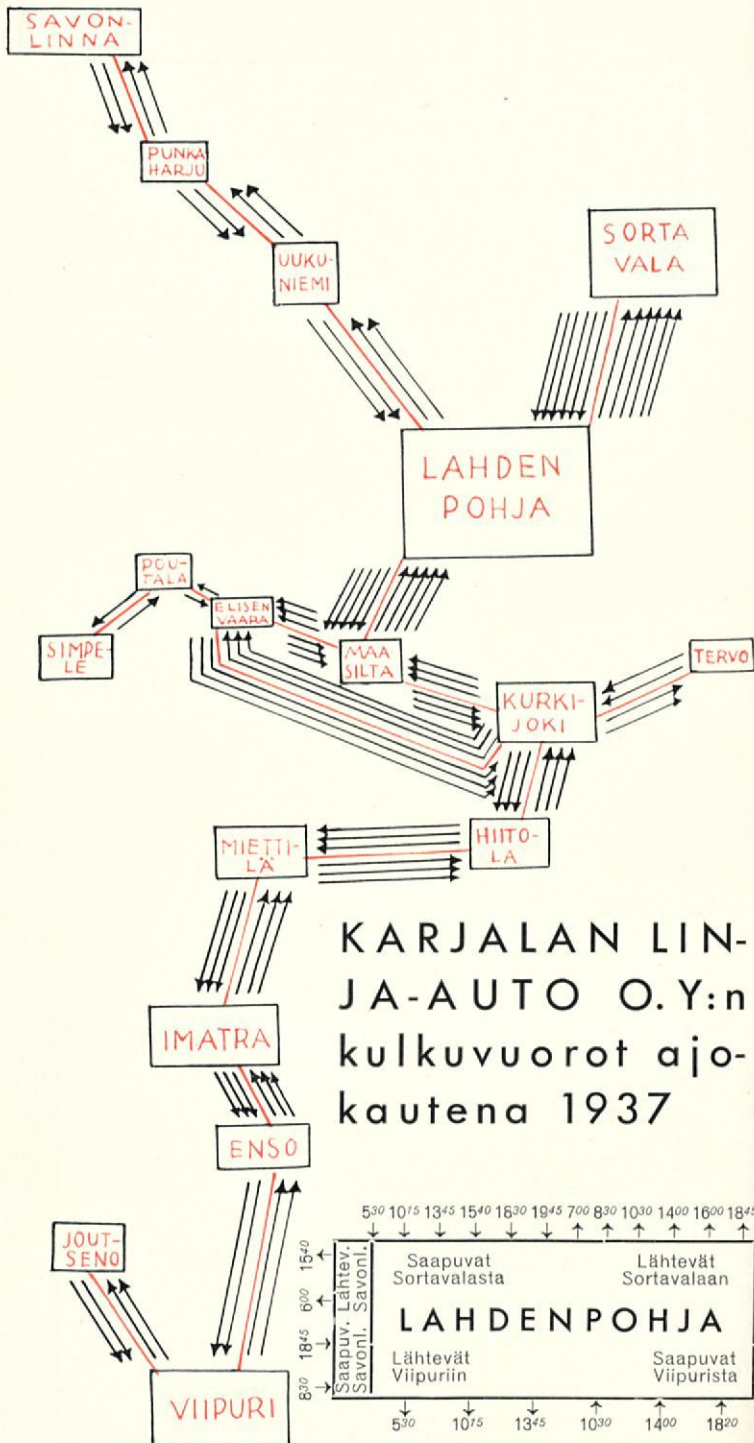 SAVON-
LINNA
PUNKA
HARJU
UUKU-
NIEMI
SORTA
VALA
LAHDEN
POHJA
POU-
TALA
ELISEN
VAARA
SIMPE-
LE
MAA
SILTA
TERVO
KURKI-
JOKI
HIITO-
LA
MIETTI-
LÄ
IMATRA
ENSO
JOUT-
SENO
VIIPURI
KARJALAN LIN-
JA-AUTO O.Y:n
kulkuvuorot ajo-
kautena 1937
5³⁰ 10¹⁵ 13⁴⁵ 15⁴⁰ 16³⁰ 19⁴⁵ 7⁰⁰ 8³⁰ 10³⁰ 14⁰⁰ 16⁰⁰ 18⁴⁵
15⁴⁰
6⁰⁰
18⁴⁵
8³⁰
Lähtev.
Savonl.
Saapuv.
Savonl.
Saapuvat
Sortavalasta
Lähtevät
Sortavalaan
LAHDENPOHJA
Lähtevät
Viipuriin
Saapuvat
Viipurista
5³⁰ 10¹⁵ 13⁴⁵ 10³⁰ 14⁰⁰ 18²⁰